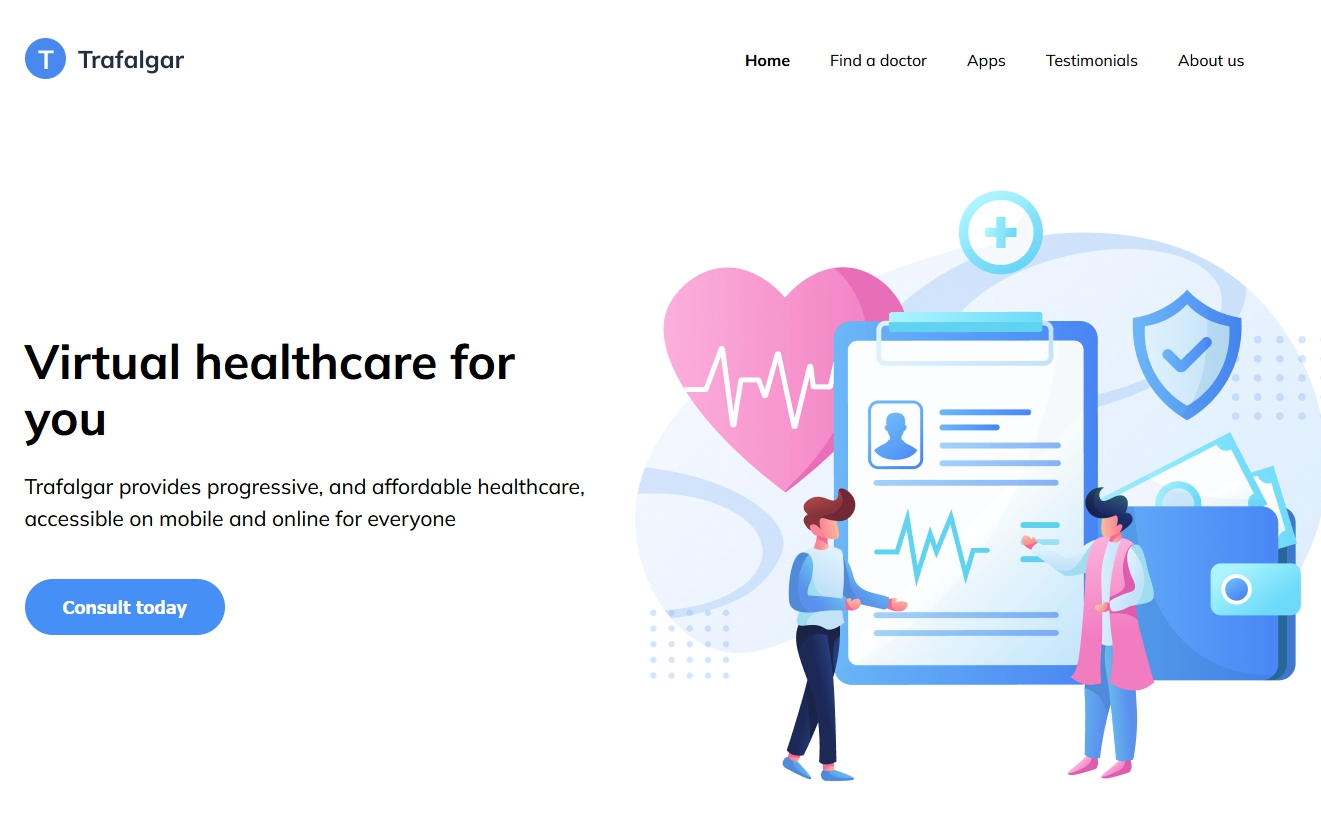 T Trafalgar
Home Find a doctor Apps Testimonials About us
Virtual healthcare for
you
Trafalgar provides progressive, and affordable healthcare,
accessible on mobile and online for everyone
Consult today